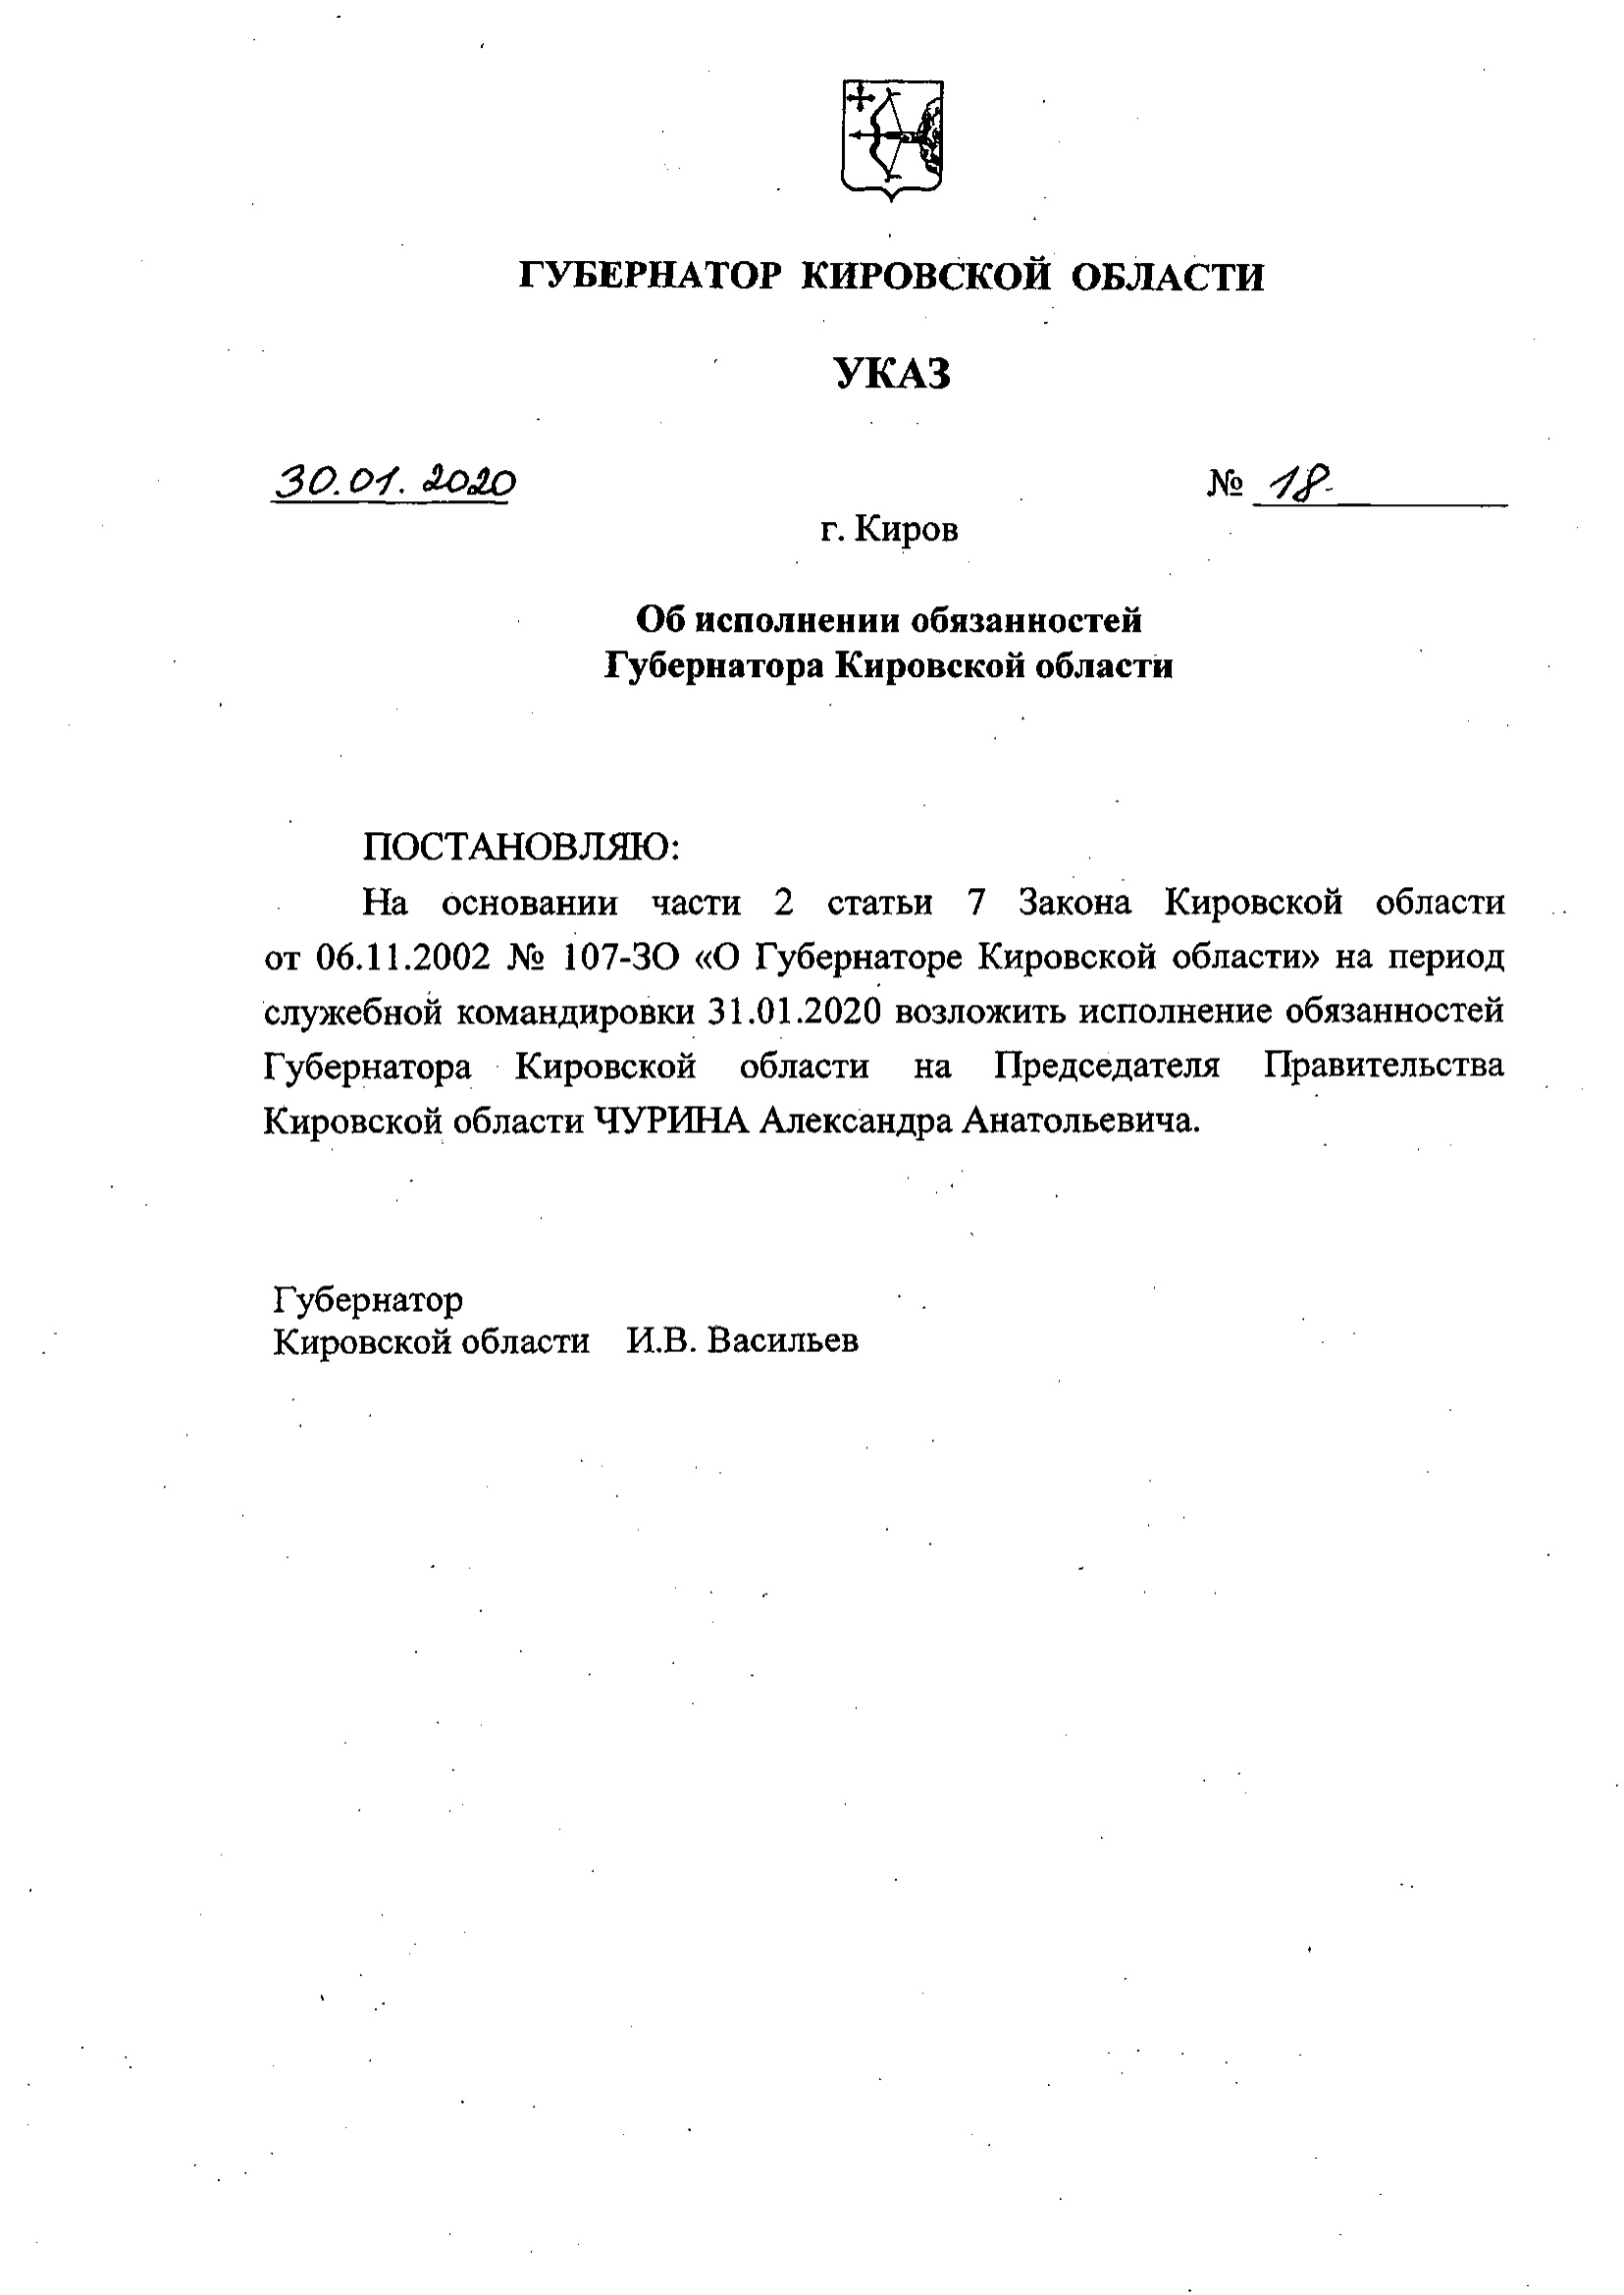 ГУБЕРНАТОР КИРОВСКОЙ ОБЛАСТИ
УКАЗ
30.01.2020 № 18
г. Киров
Об исполнении обязанностей
Губернатора Кировской области
ПОСТАНОВЛЯЮ:
На основании части 2 статьи 7 Закона Кировской области
от 06.11.2002 № 107-ЗО «О Губернаторе Кировской области» на период
служебной командировки 31.01.2020 возложить исполнение обязанностей
Губернатора Кировской области на Председателя Правительства
Кировской области ЧУРИНА Александра Анатольевича.
Губернатор
Кировской области И.В. Васильев